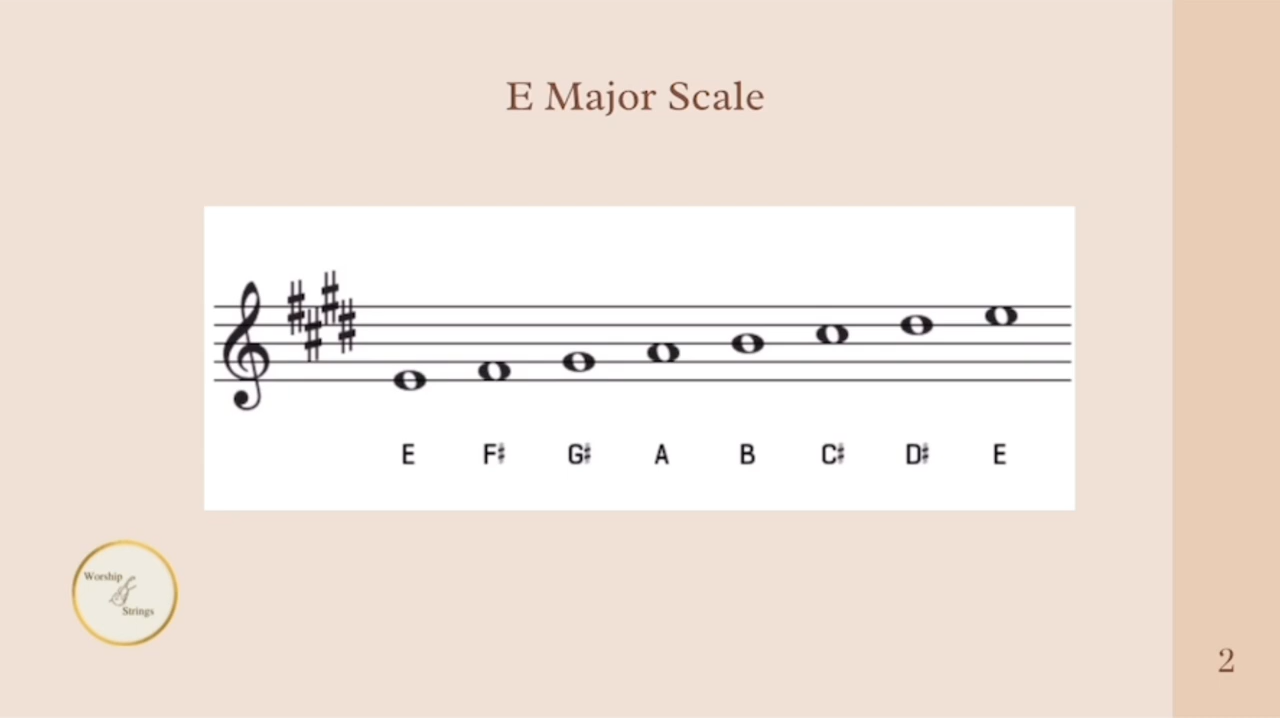 E Major Scale
E F♯ G♯ A B C♯ D♯ E
Worship
Strings
2